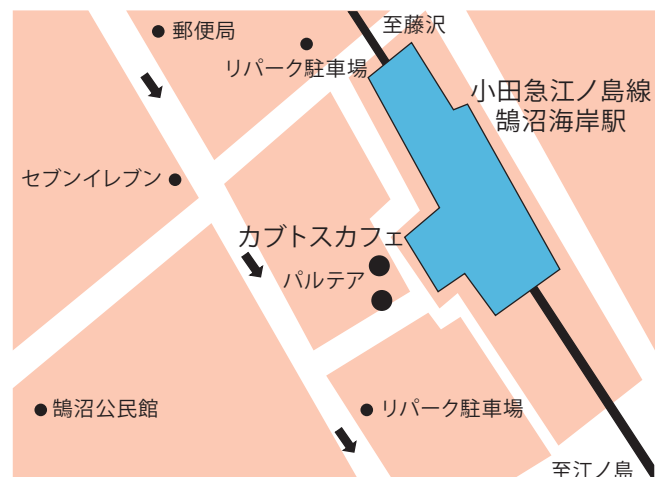 郵便局
至藤沢
リパーク駐車場
小田急江ノ島線
鵠沼海岸駅
セブンイレブン
カブトスカフェ
パルテア
鵠沼公民館
リパーク駐車場
至江ノ島